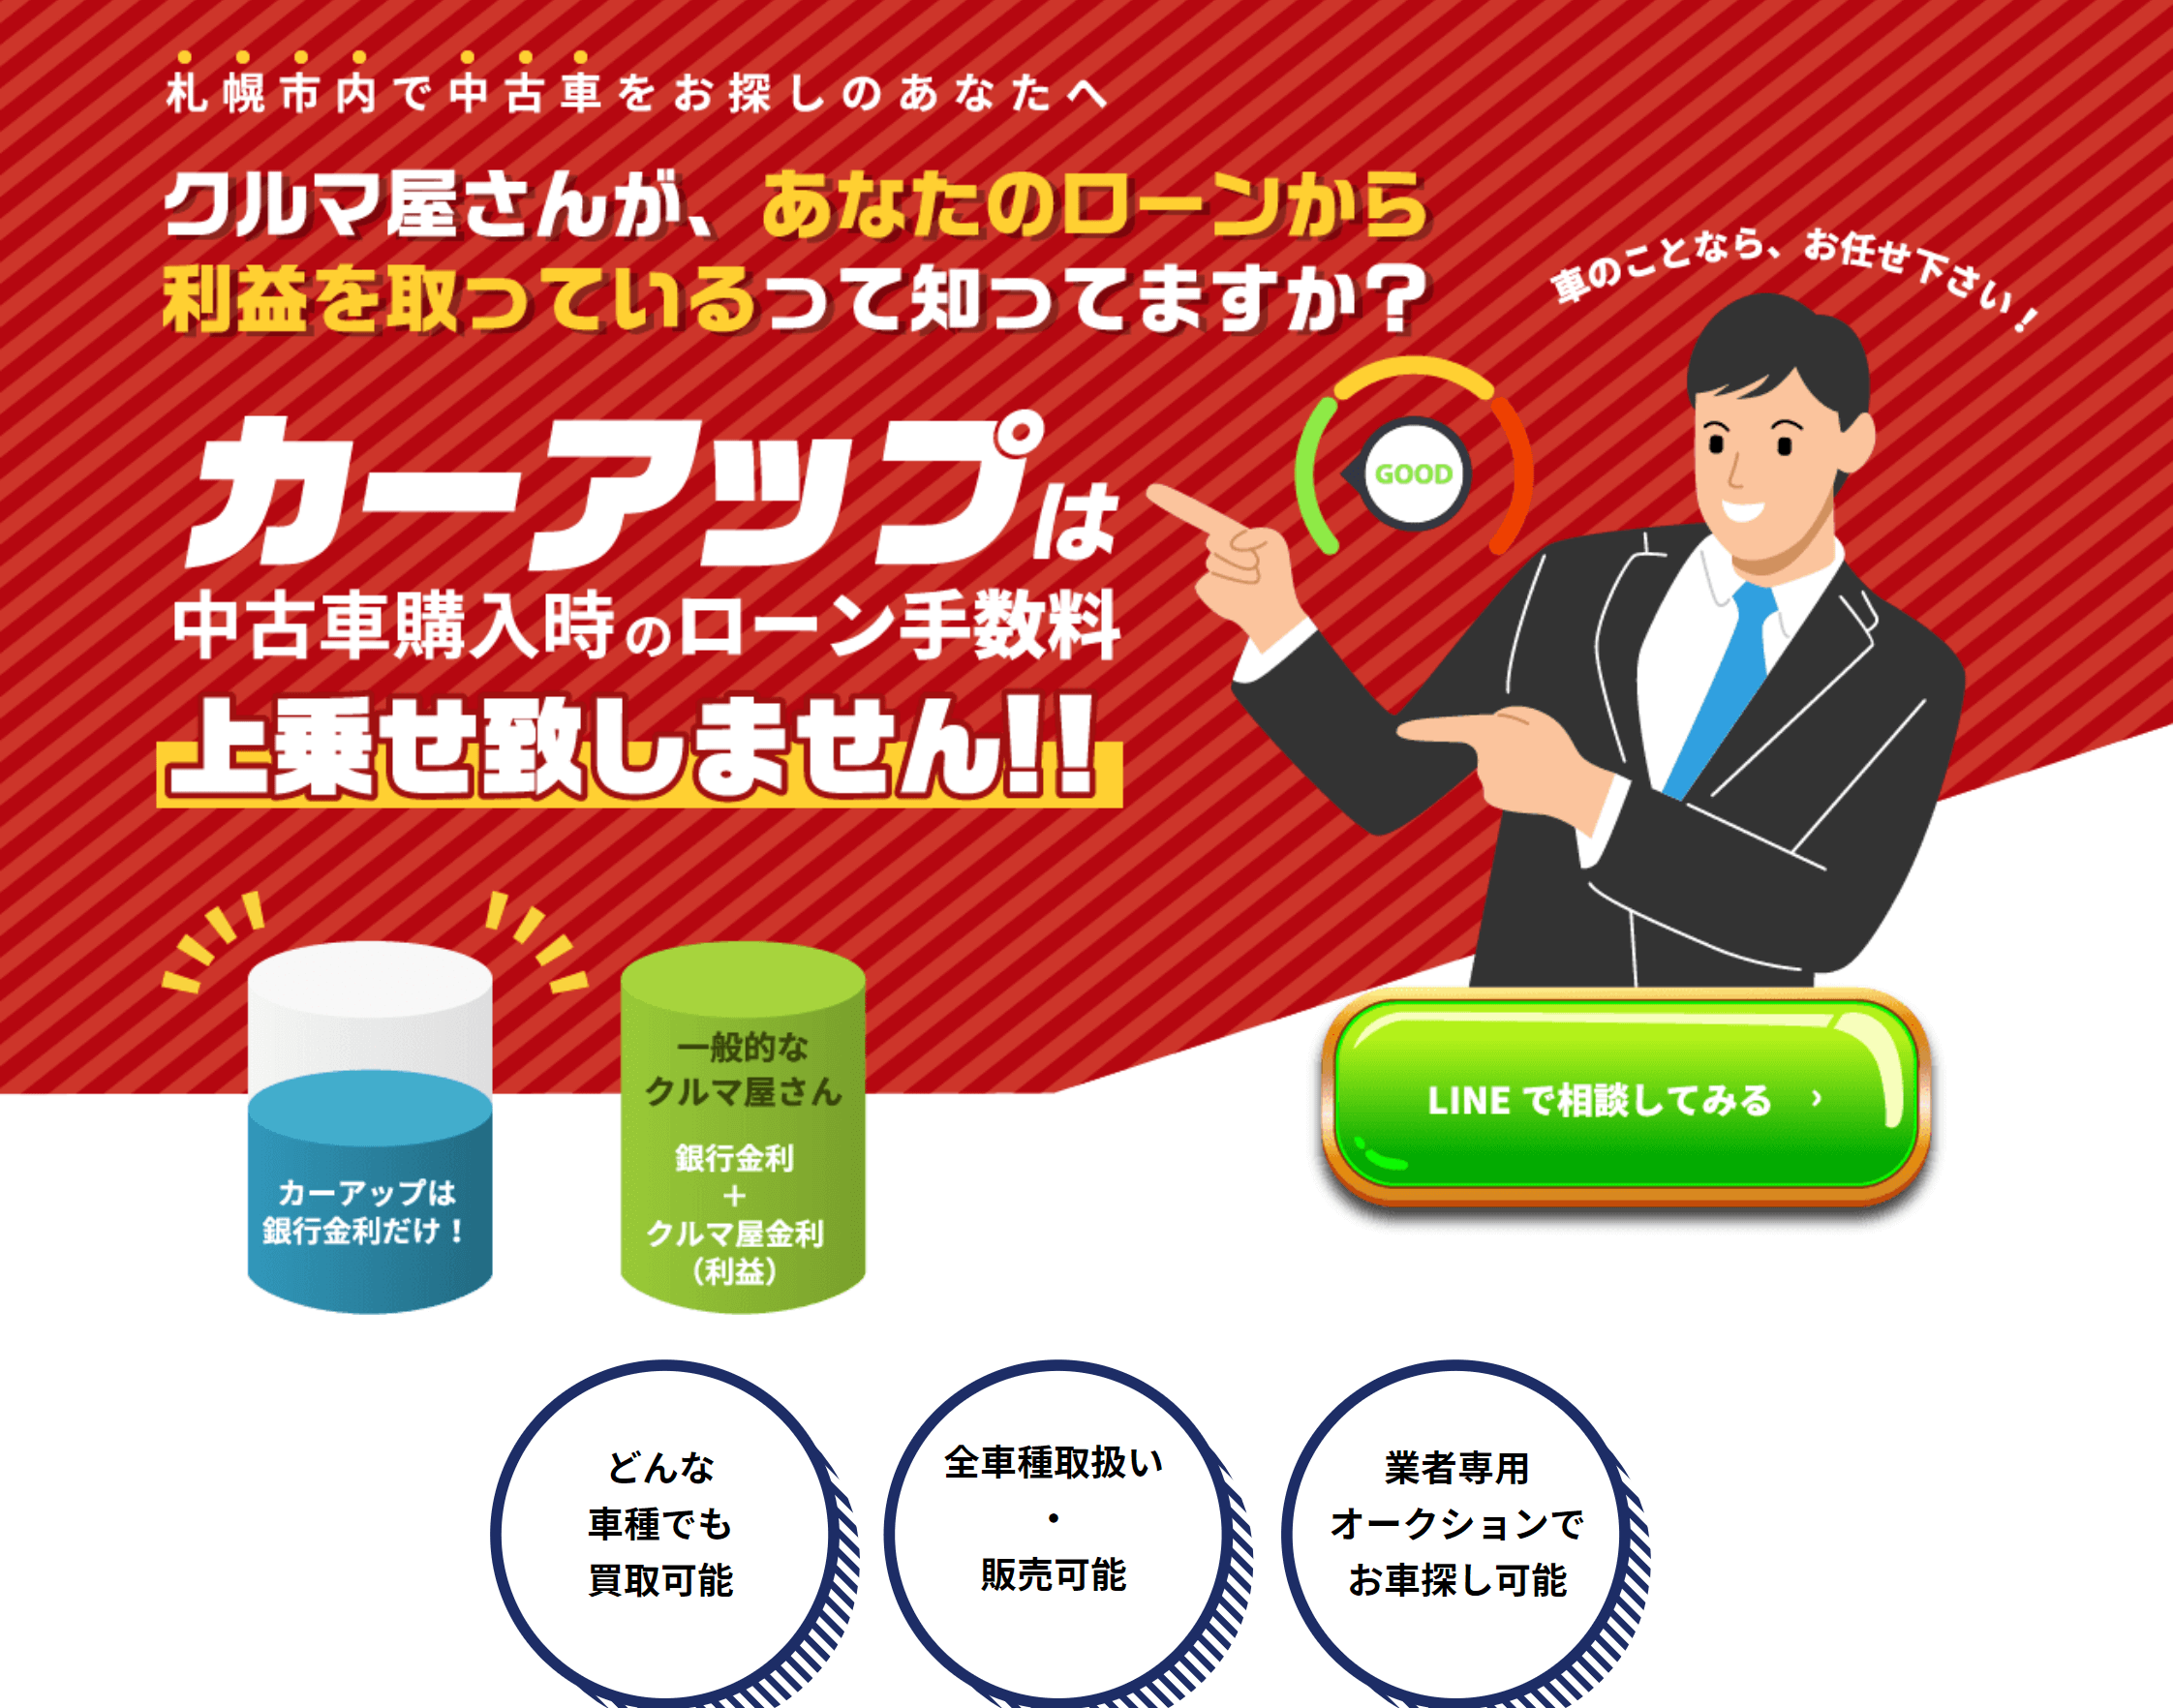 札幌市内で中古車をお探しのあなたへ
クルマ屋さんが、あなたのローンから
利益を取っているって知ってますか?
車のことなら、お任せ下さい!
カーアップは
GOOD
中古車購入時のローン手数料
上乗せ致しません!!
カーアップは
銀行金利だけ！
一般的な
クルマ屋さん
銀行金利
＋
クルマ屋金利
（利益）
LINE で相談してみる ›
どんな
車種でも
買取可能
全車種取扱い
・
販売可能
業者専用
オークションで
お車探し可能